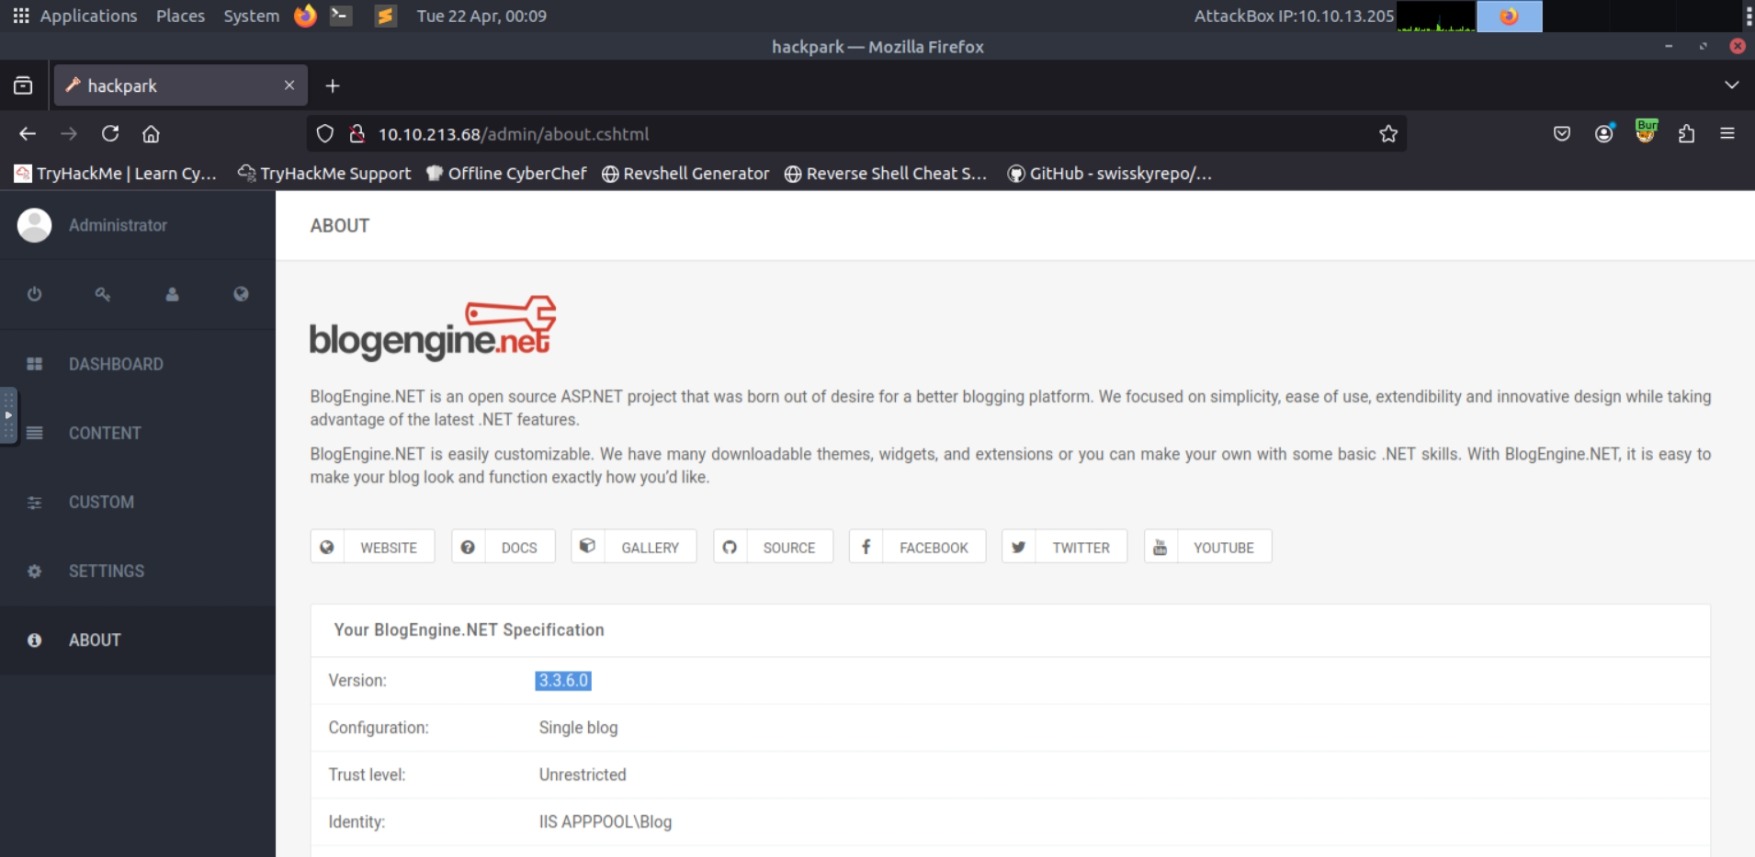 Applications Places System Tue 22 Apr, 00:09 AttackBox IP:10.10.13.205
hackpark — Mozilla Firefox
hackpark
10.10.213.68/admin/about.cshtml
Bur
TryHackMe | Learn Cy... TryHackMe Support Offline CyberChef Revshell Generator Reverse Shell Cheat S... GitHub - swisskyrepo/...
Administrator
ABOUT
blogengine.net
BlogEngine.NET is an open source ASP.NET project that was born out of desire for a better blogging platform. We focused on simplicity, ease of use, extendibility and innovative design while taking
advantage of the latest .NET features.
BlogEngine.NET is easily customizable. We have many downloadable themes, widgets, and extensions or you can make your own with some basic .NET skills. With BlogEngine.NET, it is easy to
make your blog look and function exactly how you’d like.
DASHBOARD
CONTENT
CUSTOM
SETTINGS
ABOUT
WEBSITE DOCS GALLERY SOURCE FACEBOOK TWITTER YOUTUBE
Your BlogEngine.NET Specification
Version: 3.3.6.0
Configuration: Single blog
Trust level: Unrestricted
Identity: IIS APPPOOL\Blog